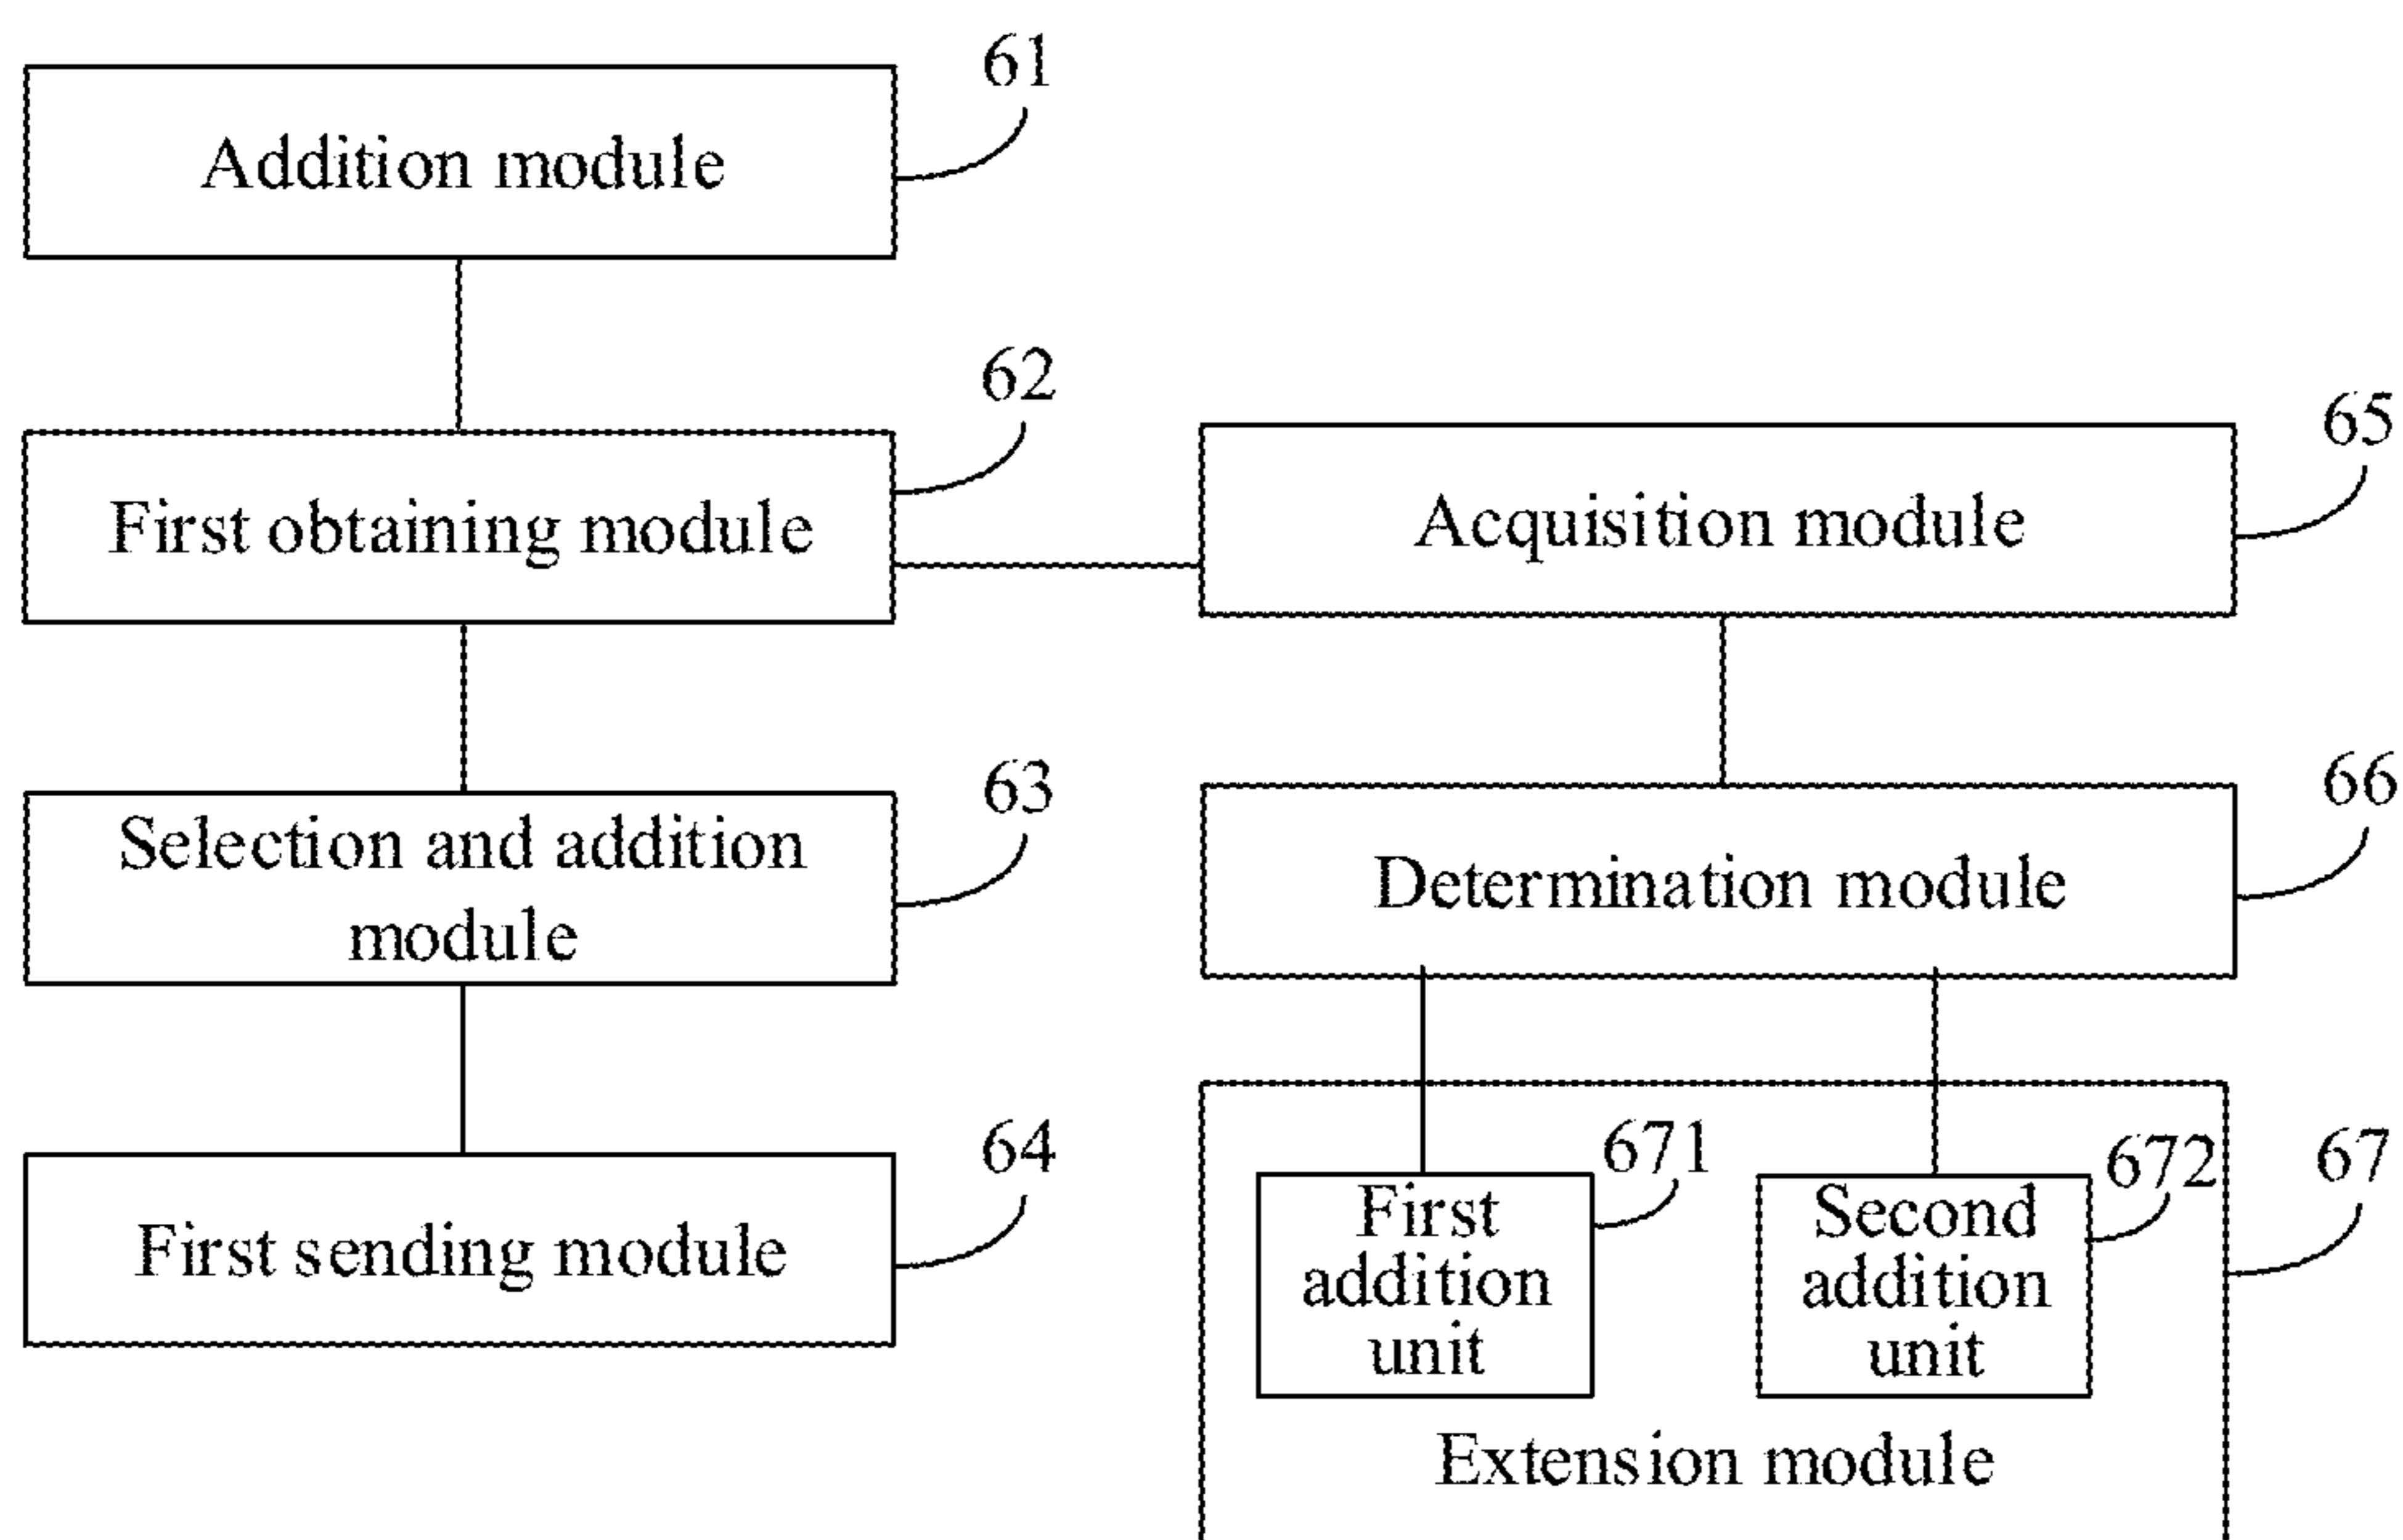 61
Addition module
62
First obtaining module
65
Acquisition module
63
Selection and addition
module
66
Determination module
64
First sending module
671
First
addition
unit
672
Second
addition
unit
67
Extension module